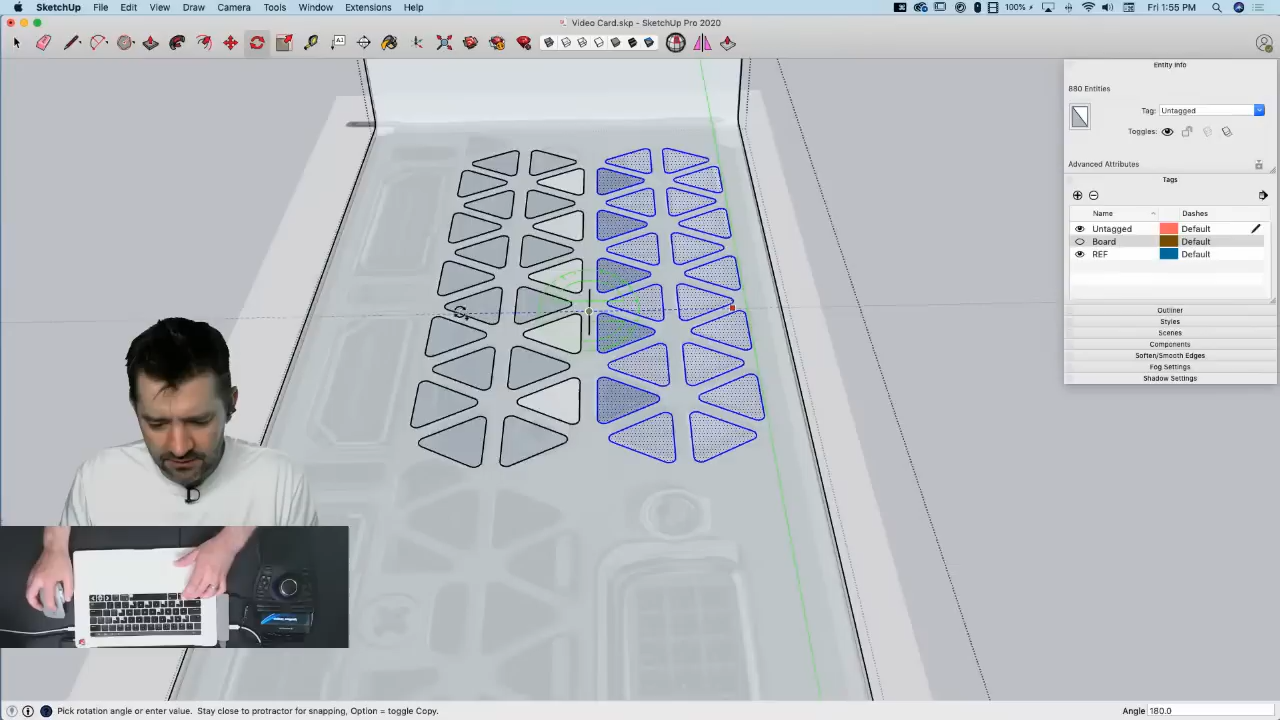 SketchUp File Edit View Draw Camera Tools Window Extensions Help
100% Fri 1:55 PM
Video Card.skp - SketchUp Pro 2020
Entity Info
880 Entities
Tag: Untagged
Toggles:
Advanced Attributes
Tags
Name Dashes
Untagged Default
Board Default
REF Default
Outliner
Styles
Scenes
Components
Soften/Smooth Edges
Fog Settings
Shadow Settings
Pick rotation angle or enter value. Stay close to protractor for snapping, Option = toggle Copy.
Angle 180.0